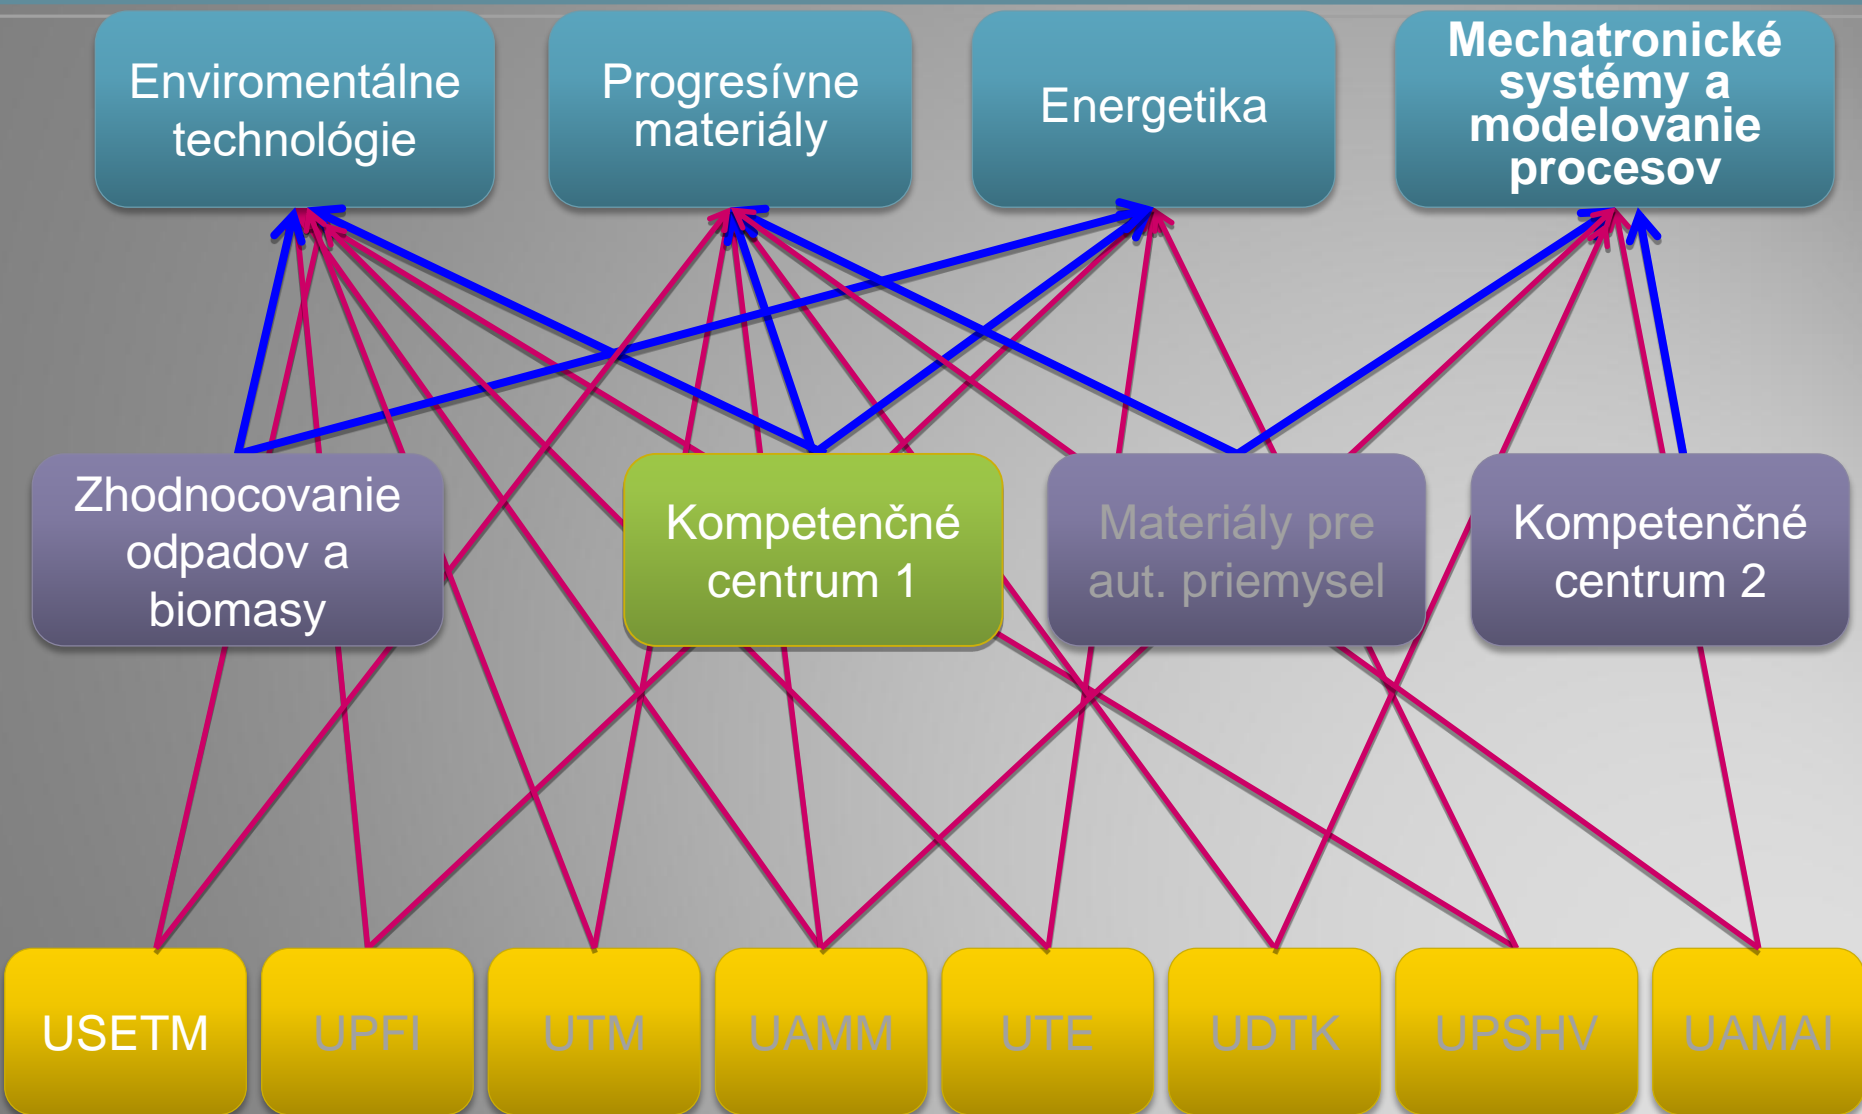 Enviromentálne
technológie
Progresívne
materiály
Energetika
Mechatronické
systémy a
modelovanie
procesov
Zhodnocovanie
odpadov a
biomasy
Kompetenčné
centrum 1
Materiály pre
aut. priemysel
Kompetenčné
centrum 2
USETM
UPFI
UTM
UAMM
UTE
UDTK
UPSHV
UAMAI